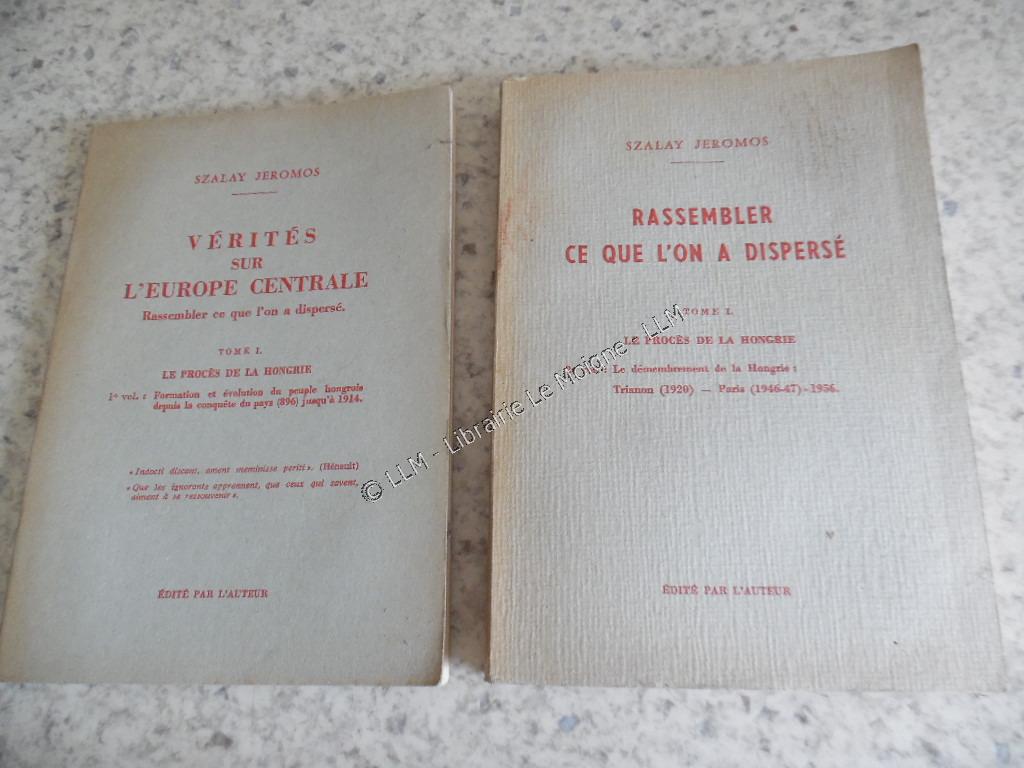 SZALAY JEROMOS
VÉRITÉS
SUR
L'EUROPE CENTRALE
Rassembler ce que l'on a dispersé.
TOME I.
LE PROCÈS DE LA HONGRIE
1º vol. : Formation et évolution du peuple hongrois
depuis la conquête du pays (896) jusqu'à 1914.
« Indocti discant, ament meminisse periti ». (Hénault)
« Que les ignorants apprennent, que ceux qui savent,
aiment à se ressouvenir ».
ÉDITÉ PAR L'AUTEUR
SZALAY JEROMOS
RASSEMBLER
CE QUE L'ON A DISPERSÉ
TOME I.
LE PROCÈS DE LA HONGRIE
Le démembrement de la Hongrie :
Trianon (1920) — Paris (1946-47) - 1956.
ÉDITÉ PAR L'AUTEUR
© LLM - Librairie Le Moigne - LLM